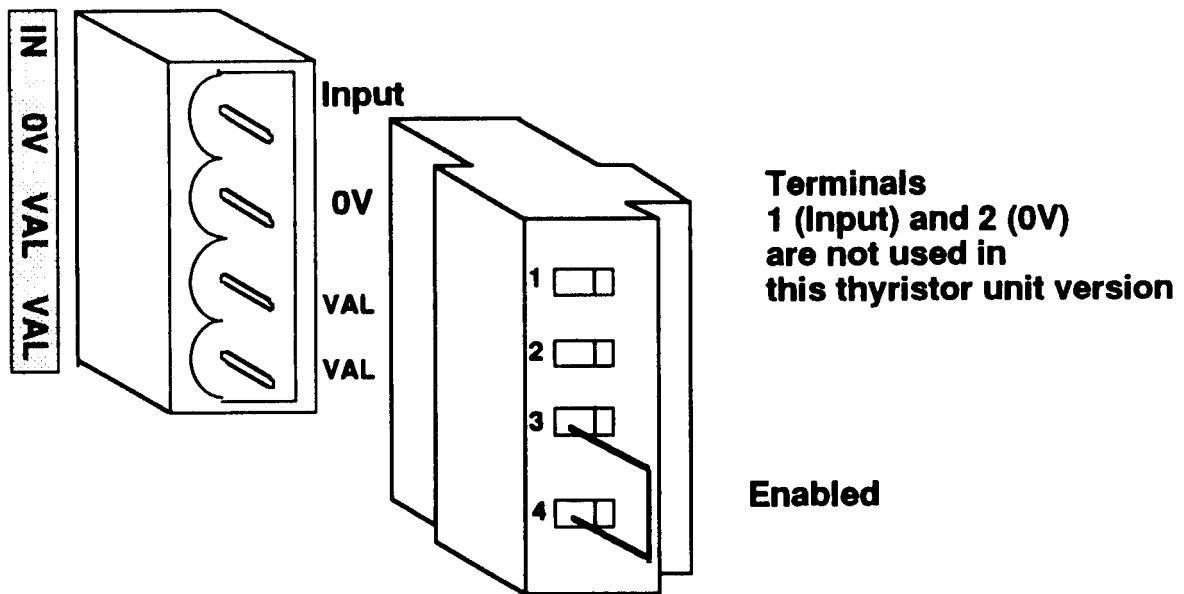 IN 0V VAL VAL
Input
0V
VAL
VAL
1
2
3
4
Terminals
1 (Input) and 2 (0V)
are not used in
this thyristor unit version
Enabled